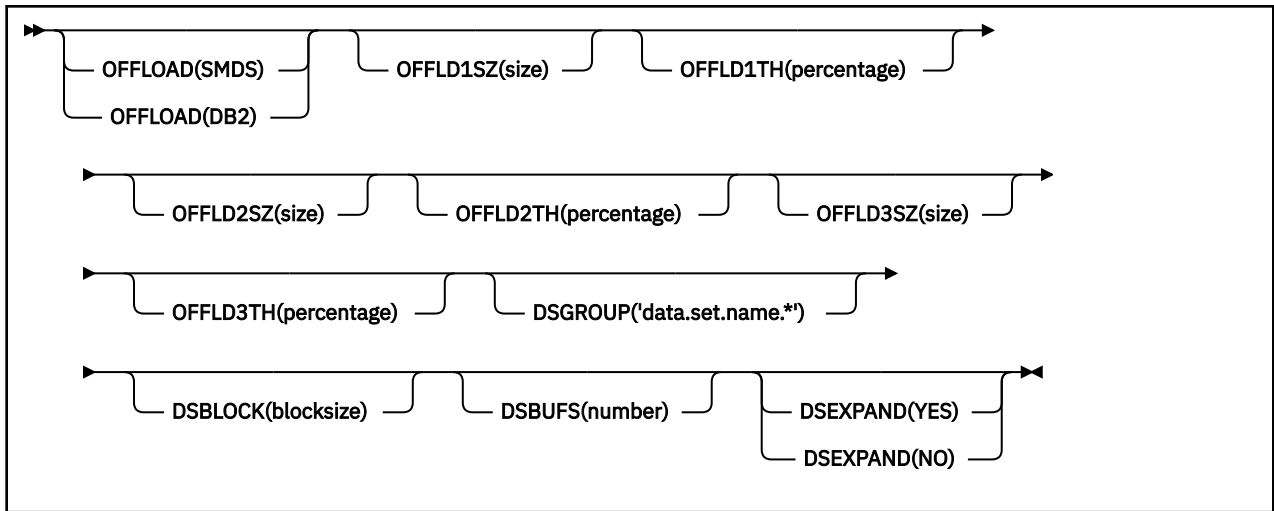 OFFLOAD(SMDS) OFFLD1SZ(size) OFFLD1TH(percentage)
OFFLOAD(DB2)
OFFLD2SZ(size) OFFLD2TH(percentage) OFFLD3SZ(size)
OFFLD3TH(percentage) DSGROUP('data.set.name.*')
DSBLOCK(blocksize) DSBUFS(number) DSEXPAND(YES)
DSEXPAND(NO)